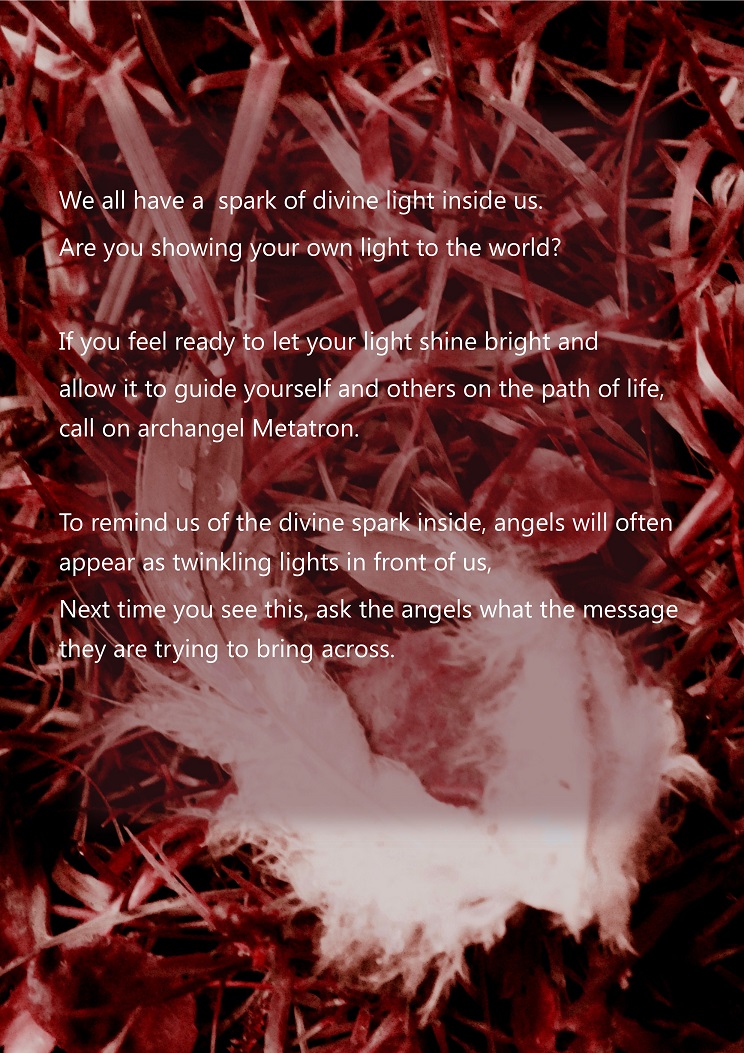 We all have a  spark of divine light inside us.
Are you showing your own light to the world?
If you feel ready to let your light shine bright and
allow it to guide yourself and others on the path of life,
call on archangel Metatron.
To remind us of the divine spark inside, angels will often
appear as twinkling lights in front of us,
Next time you see this, ask the angels what the message
they are trying to bring across.